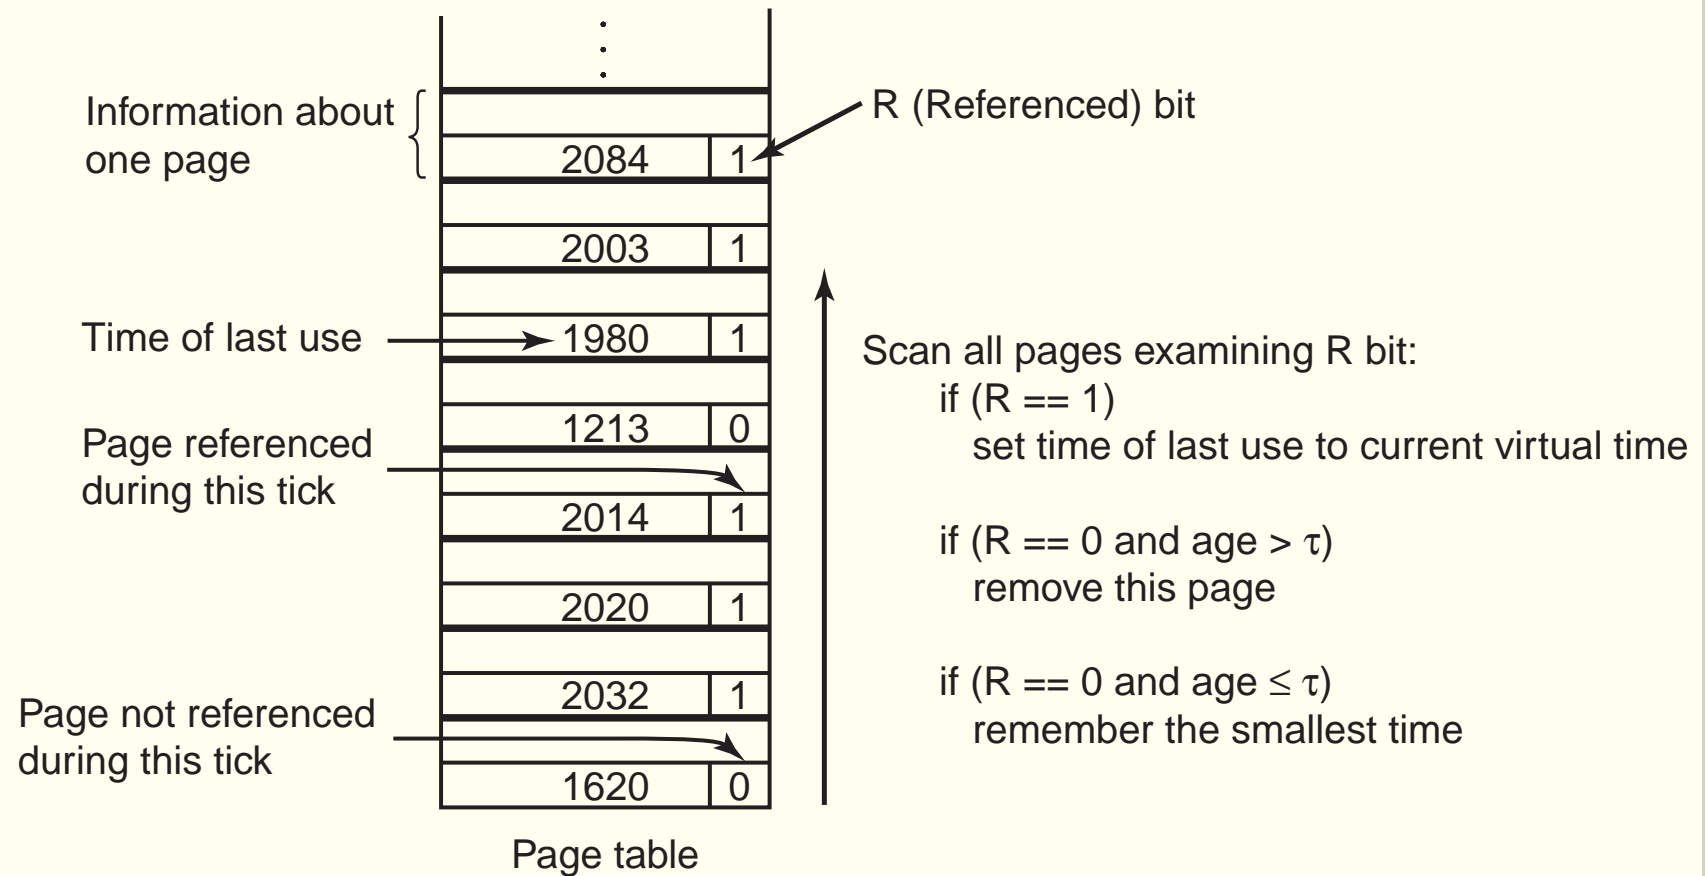 Information about
one page
R (Referenced) bit
2084 1
2003 1
Time of last use
1980 1
1213 0
Page referenced
during this tick
2014 1
2020 1
2032 1
Page not referenced
during this tick
1620 0
Page table
Scan all pages examining R bit:
if (R == 1)
set time of last use to current virtual time
if (R == 0 and age > τ)
remove this page
if (R == 0 and age ≤ τ)
remember the smallest time